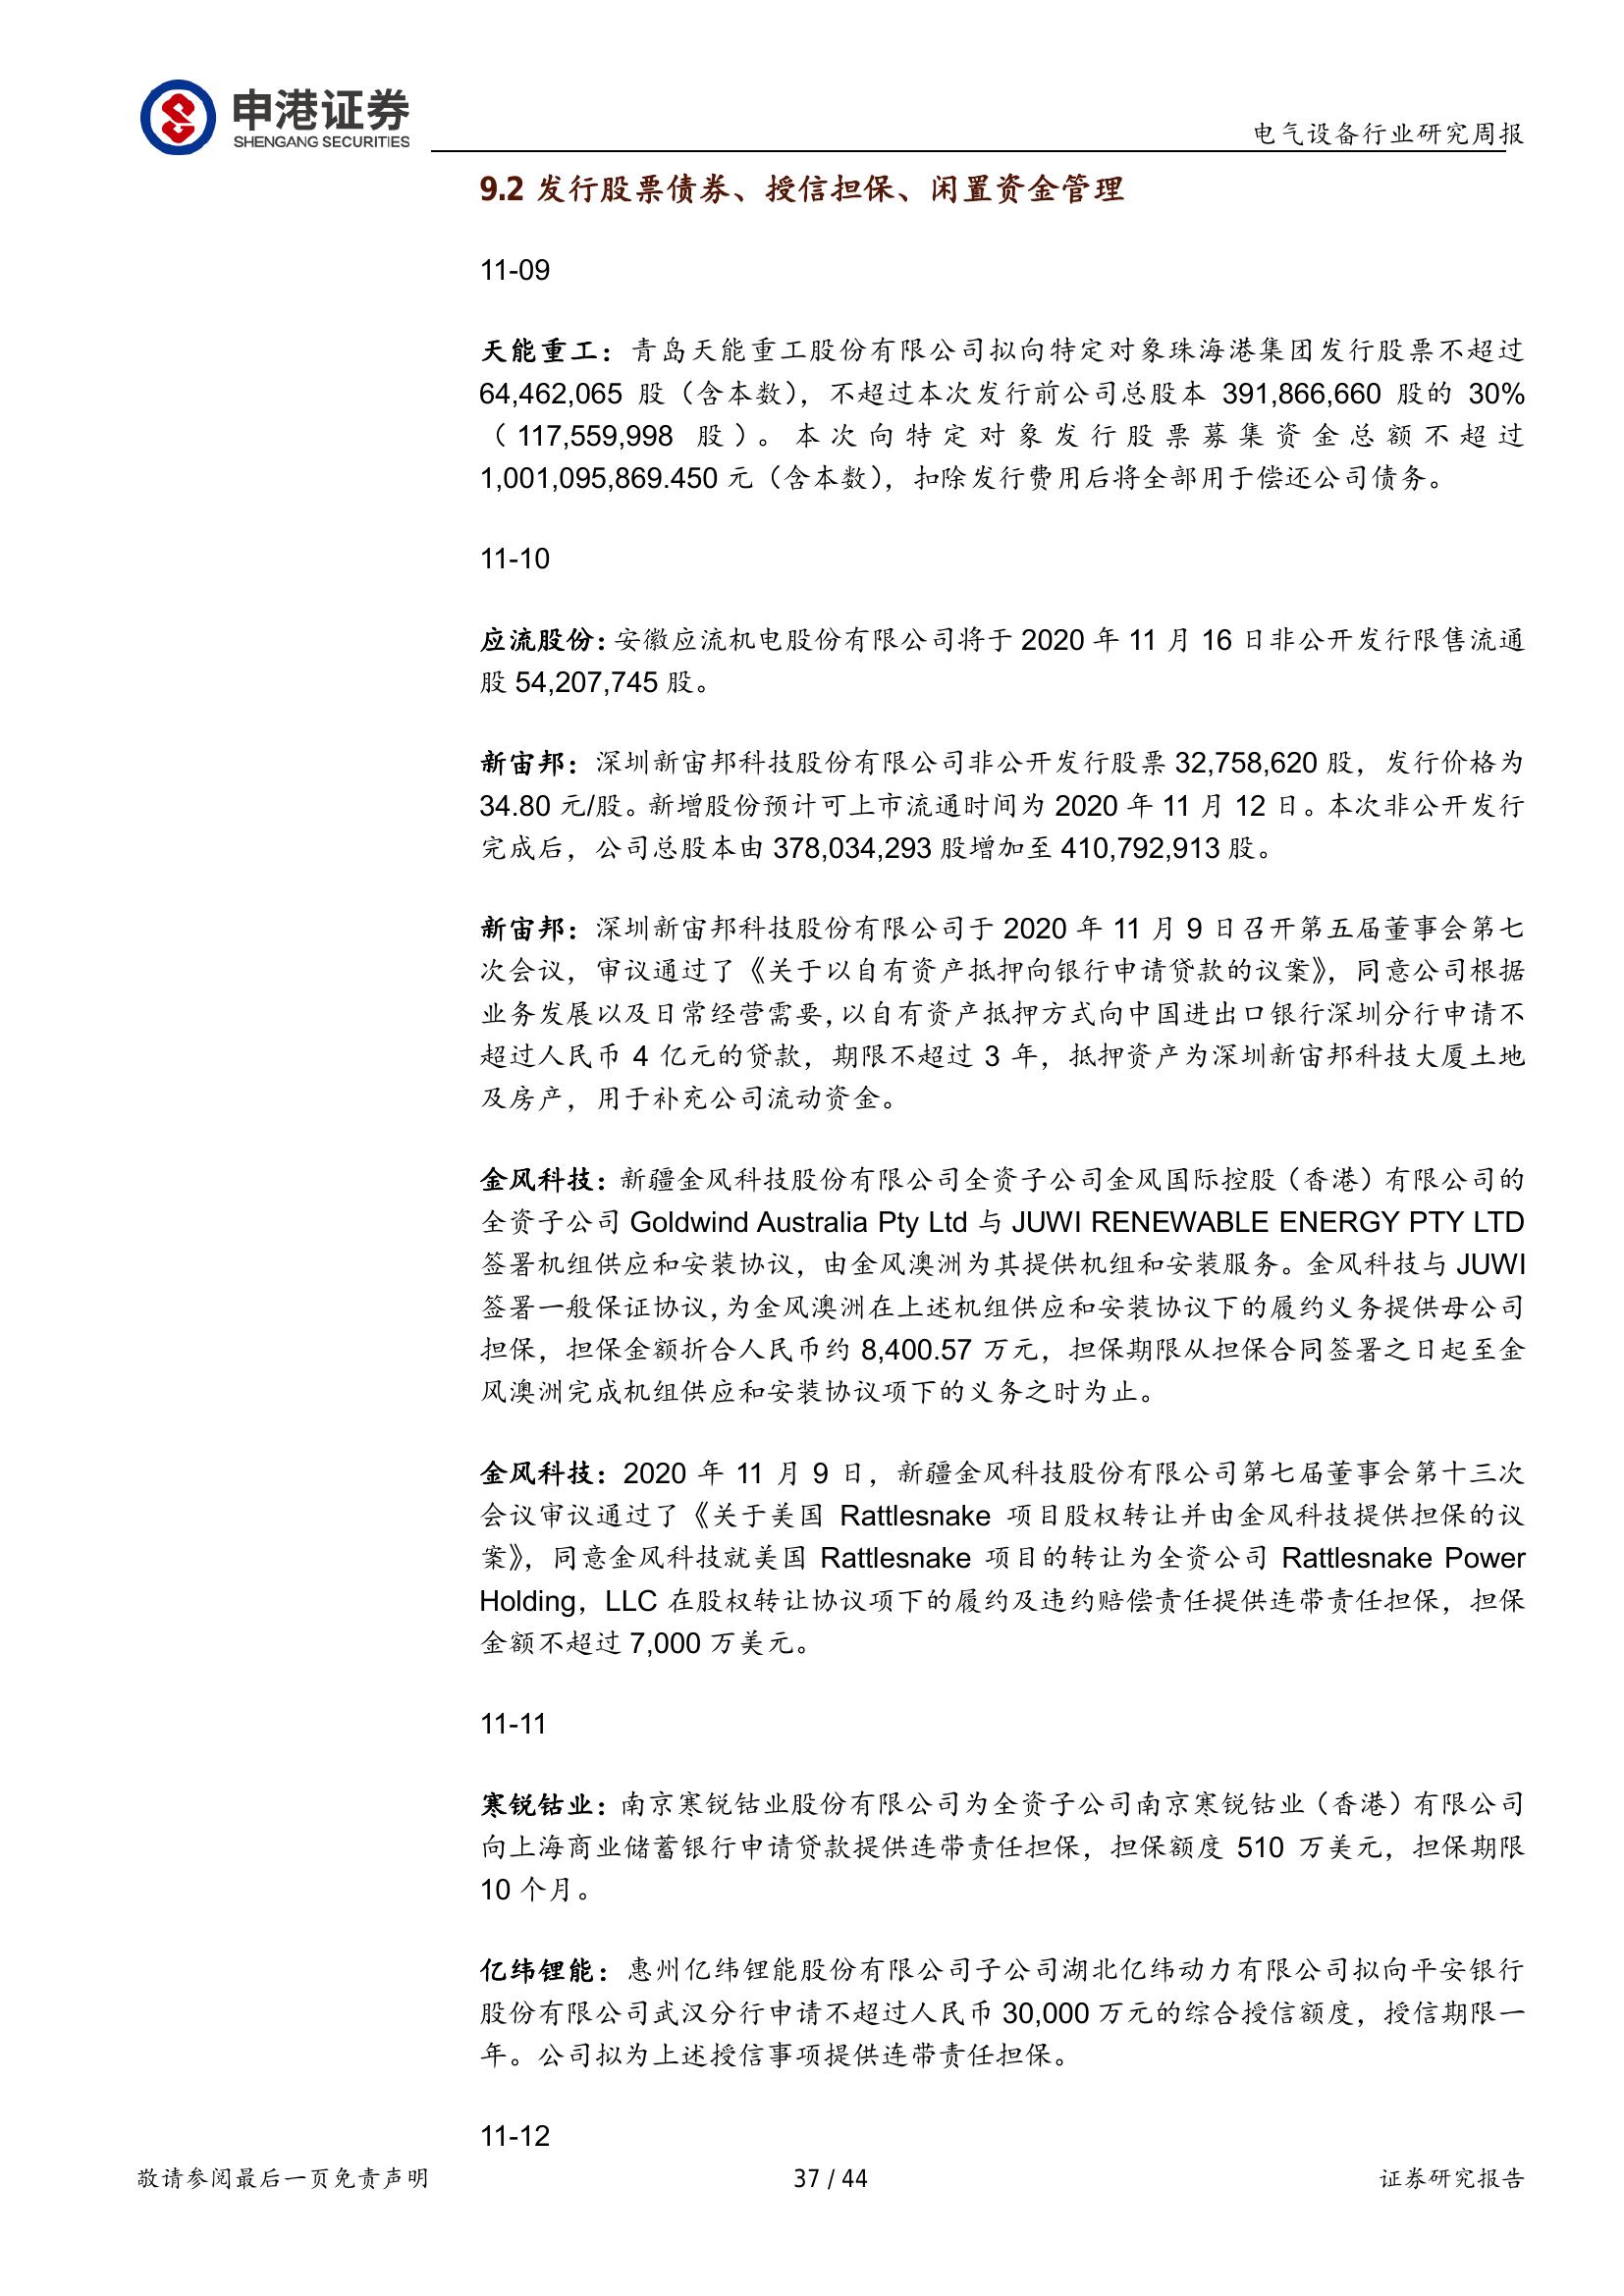 申港证券
SHENGANG SECURITIES
电气设备行业研究周报
9.2 发行股票债券、授信担保、闲置资金管理
11-09
天能重工：青岛天能重工股份有限公司拟向特定对象珠海港集团发行股票不超过
64,462,065 股（含本数），不超过本次发行前公司总股本 391,866,660 股的 30%
（117,559,998 股）。本次向特定对象发行股票募集资金总额不超过
1,001,095,869.450 元（含本数），扣除发行费用后将全部用于偿还公司债务。
11-10
应流股份：安徽应流机电股份有限公司将于 2020 年 11 月 16 日非公开发行限售流通
股 54,207,745 股。
新宙邦：深圳新宙邦科技股份有限公司非公开发行股票 32,758,620 股，发行价格为
34.80 元/股。新增股份预计可上市流通时间为 2020 年 11 月 12 日。本次非公开发行
完成后，公司总股本由 378,034,293 股增加至 410,792,913 股。
新宙邦：深圳新宙邦科技股份有限公司于 2020 年 11 月 9 日召开第五届董事会第七
次会议，审议通过了《关于以自有资产抵押向银行申请贷款的议案》，同意公司根据
业务发展以及日常经营需要，以自有资产抵押方式向中国进出口银行深圳分行申请不
超过人民币 4 亿元的贷款，期限不超过 3 年，抵押资产为深圳新宙邦科技大厦土地
及房产，用于补充公司流动资金。
金风科技：新疆金风科技股份有限公司全资子公司金风国际控股（香港）有限公司的
全资子公司 Goldwind Australia Pty Ltd 与 JUWI RENEWABLE ENERGY PTY LTD
签署机组供应和安装协议，由金风澳洲为其提供机组和安装服务。金风科技与 JUWI
签署一般保证协议，为金风澳洲在上述机组供应和安装协议下的履约义务提供母公司
担保，担保金额折合人民币约 8,400.57 万元，担保期限从担保合同签署之日起至金
风澳洲完成机组供应和安装协议项下的义务之时为止。
金风科技：2020 年 11 月 9 日，新疆金风科技股份有限公司第七届董事会第十三次
会议审议通过了《关于美国 Rattlesnake 项目股权转让并由金风科技提供担保的议
案》，同意金风科技就美国 Rattlesnake 项目的转让为全资公司 Rattlesnake Power
Holding，LLC 在股权转让协议项下的履约及违约赔偿责任提供连带责任担保，担保
金额不超过 7,000 万美元。
11-11
寒锐钴业：南京寒锐钴业股份有限公司为全资子公司南京寒锐钴业（香港）有限公司
向上海商业储蓄银行申请贷款提供连带责任担保，担保额度 510 万美元，担保期限
10 个月。
亿纬锂能：惠州亿纬锂能股份有限公司子公司湖北亿纬动力有限公司拟向平安银行
股份有限公司武汉分行申请不超过人民币 30,000 万元的综合授信额度，授信期限一
年。公司拟为上述授信事项提供连带责任担保。
11-12
敬请参阅最后一页免责声明
37 / 44
证券研究报告